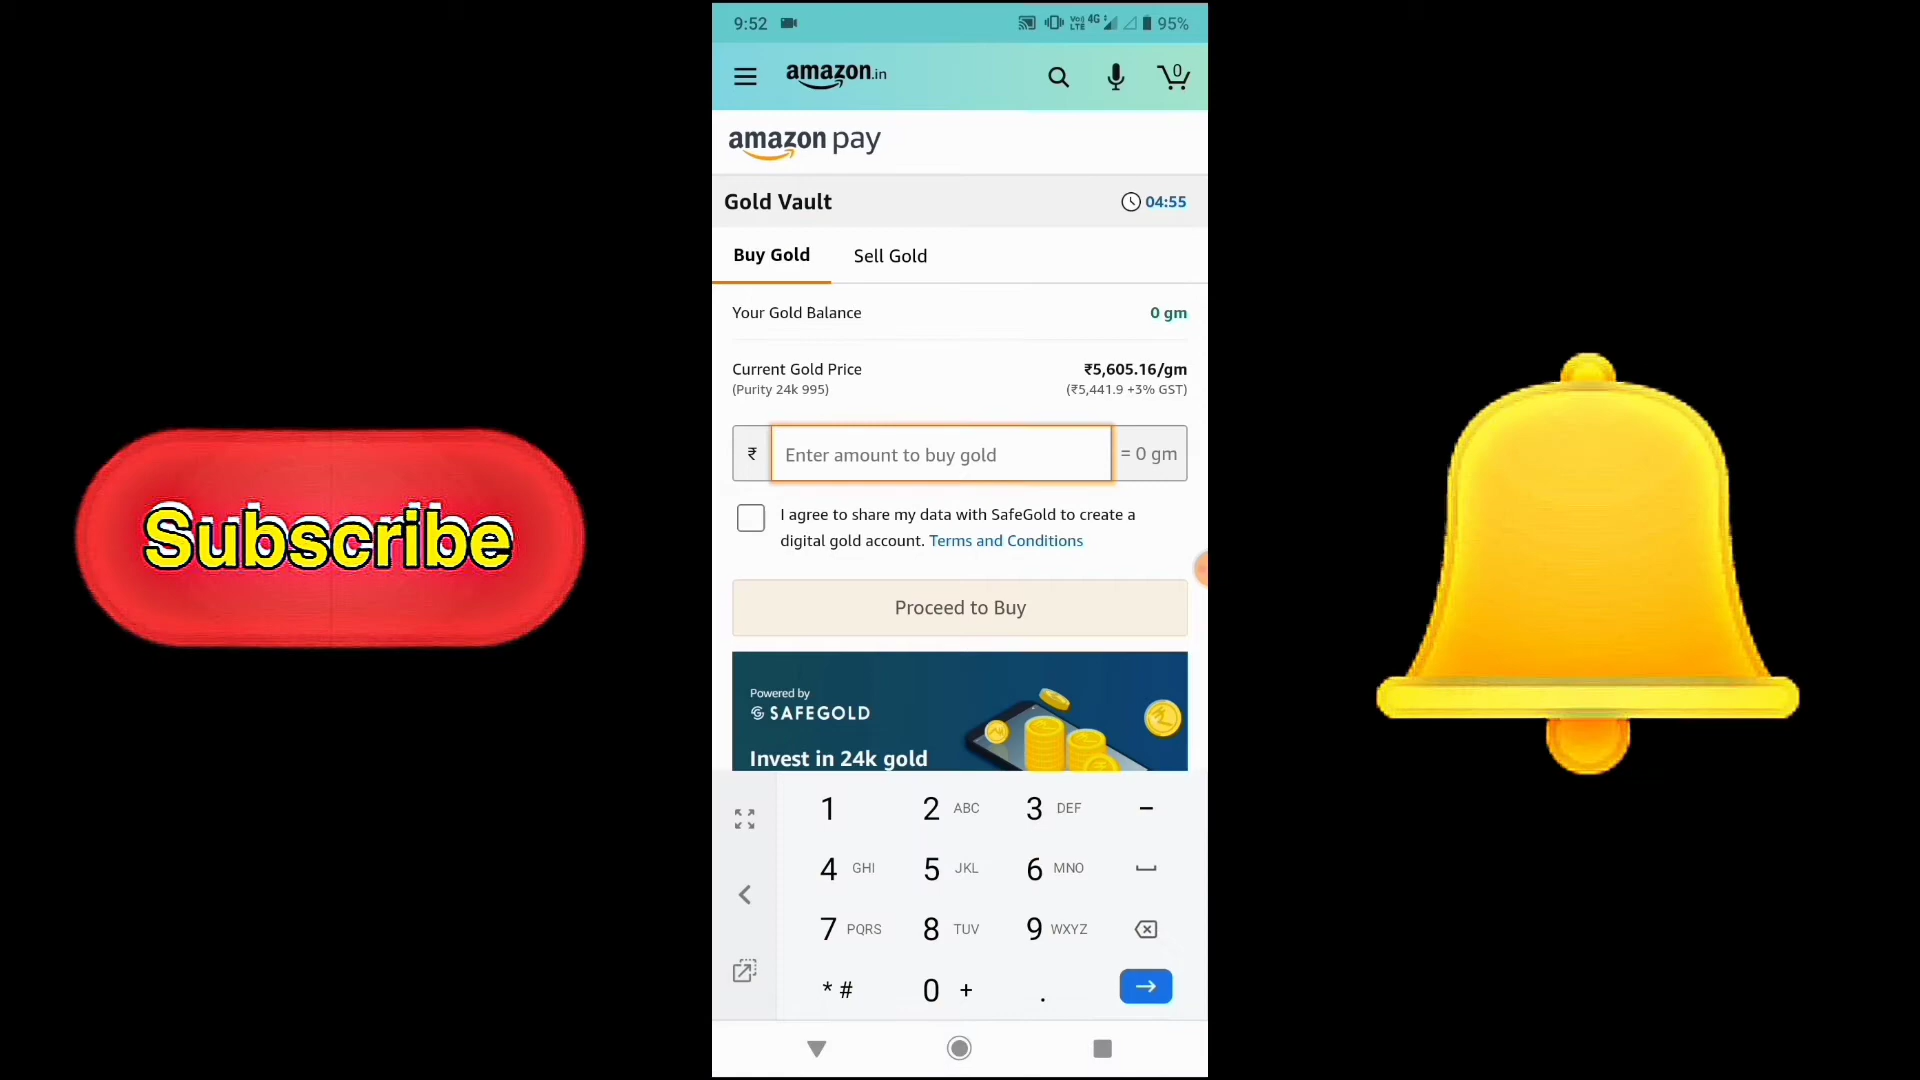 9:52 Vo) LTE 4G 95%
amazon.in 0
amazon pay
Gold Vault 04:55
Buy Gold Sell Gold
Your Gold Balance 0 gm
Current Gold Price ₹5,605.16/gm
(Purity 24k 995) (₹5,441.9 +3% GST)
₹ Enter amount to buy gold = 0 gm
I agree to share my data with SafeGold to create a
digital gold account. Terms and Conditions
Proceed to Buy
Powered by
SAFEGOLD
Invest in 24k gold
1 2 ABC 3 DEF -
4 GHI 5 JKL 6 MNO
7 PQRS 8 TUV 9 WXYZ
* # 0 + .
Subscribe